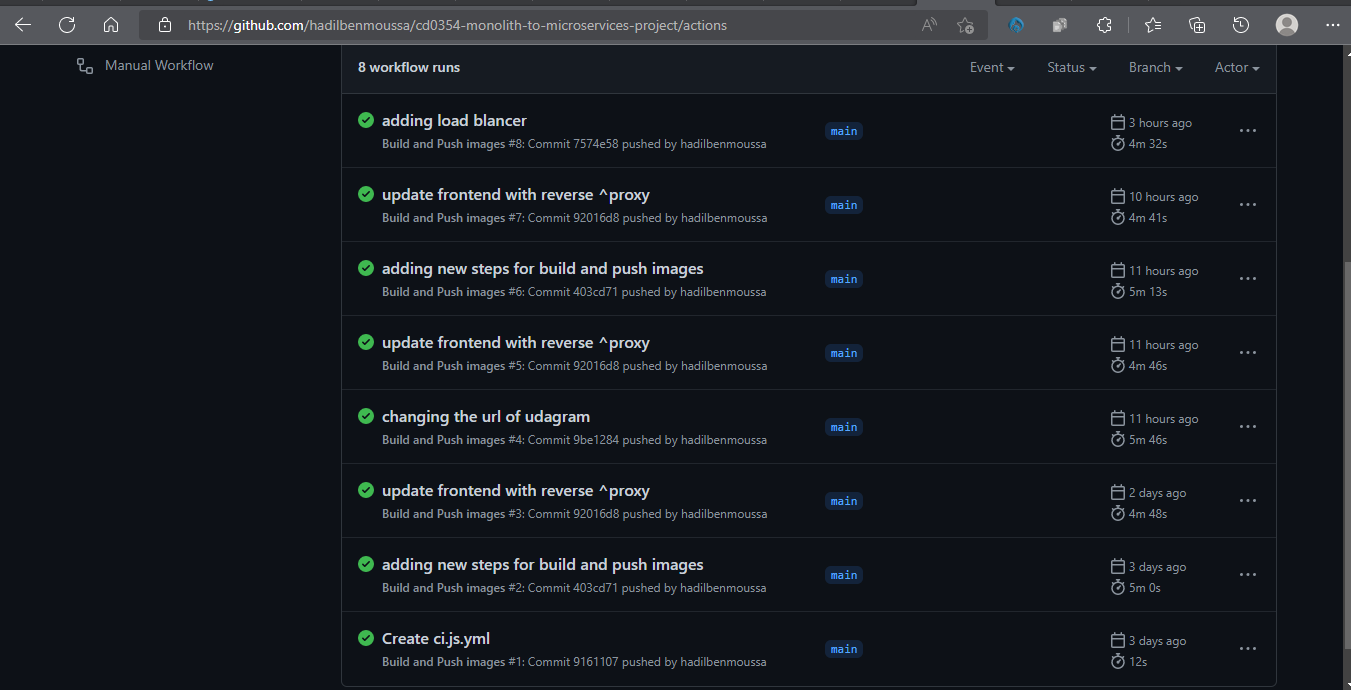 https://github.com/hadilbenmoussa/cd0354-monolith-to-microservices-project/actions
Manual Workflow
8 workflow runs
Event Status Branch Actor
adding load blancer
Build and Push images #8: Commit 7574e58 pushed by hadilbenmoussa
main
3 hours ago
4m 32s
update frontend with reverse ^proxy
Build and Push images #7: Commit 92016d8 pushed by hadilbenmoussa
main
10 hours ago
4m 41s
adding new steps for build and push images
Build and Push images #6: Commit 403cd71 pushed by hadilbenmoussa
main
11 hours ago
5m 13s
update frontend with reverse ^proxy
Build and Push images #5: Commit 92016d8 pushed by hadilbenmoussa
main
11 hours ago
4m 46s
changing the url of udagram
Build and Push images #4: Commit 9be1284 pushed by hadilbenmoussa
main
11 hours ago
5m 46s
update frontend with reverse ^proxy
Build and Push images #3: Commit 92016d8 pushed by hadilbenmoussa
main
2 days ago
4m 48s
adding new steps for build and push images
Build and Push images #2: Commit 403cd71 pushed by hadilbenmoussa
main
3 days ago
5m 0s
Create ci.js.yml
Build and Push images #1: Commit 9161107 pushed by hadilbenmoussa
main
3 days ago
12s